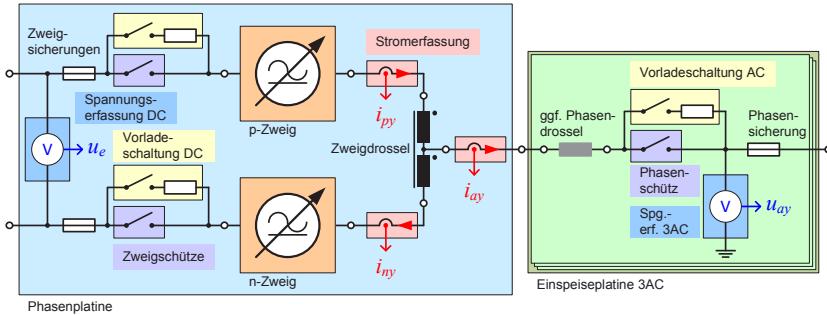 Zweig-
sicherungen
Spannungs-
erfassung DC
V
u_e
Vorlade-
schaltung DC
Zweigschütze
p-Zweig
n-Zweig
Stromerfassung
i_py
Zweigdrossel
i_ay
i_ny
Phasenplatine
Vorladeschaltung AC
ggf. Phasen-
drossel
Phasen-
sicherung
Phasen-
schütz
Spg.-
erf. 3AC
V
u_ay
Einspeiseplatine 3AC